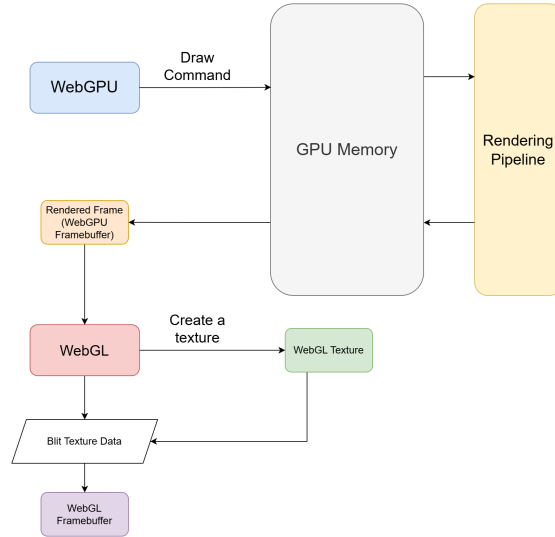 Draw
Command
WebGPU
GPU Memory
Rendering
Pipeline
Rendered Frame
(WebGPU
Framebuffer)
Create a
texture
WebGL
WebGL Texture
Blit Texture Data
WebGL
Framebuffer